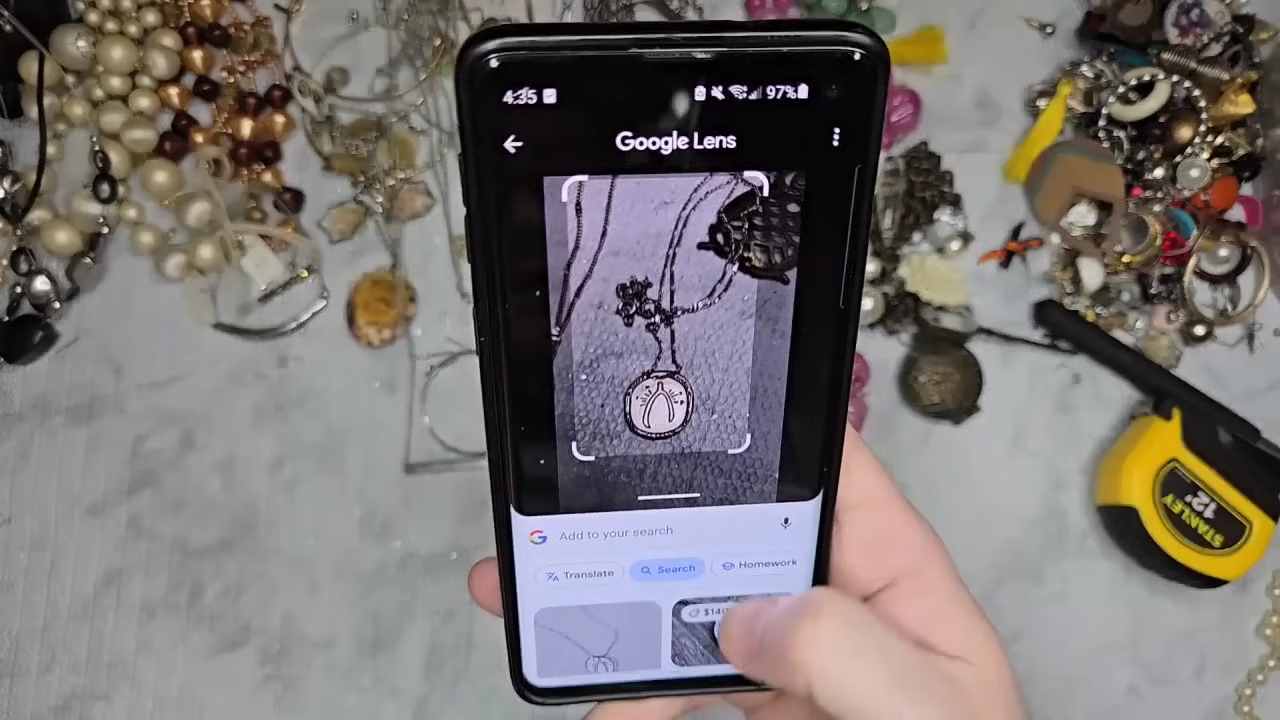 4:35
97%
Google Lens
Add to your search
Translate
Search
Homework
STANLEY
12'